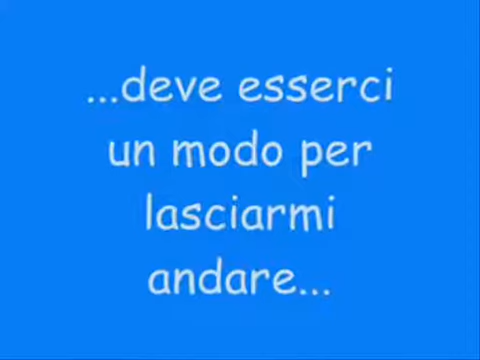 ...deve esserci
un modo per
lasciarmi
andare...